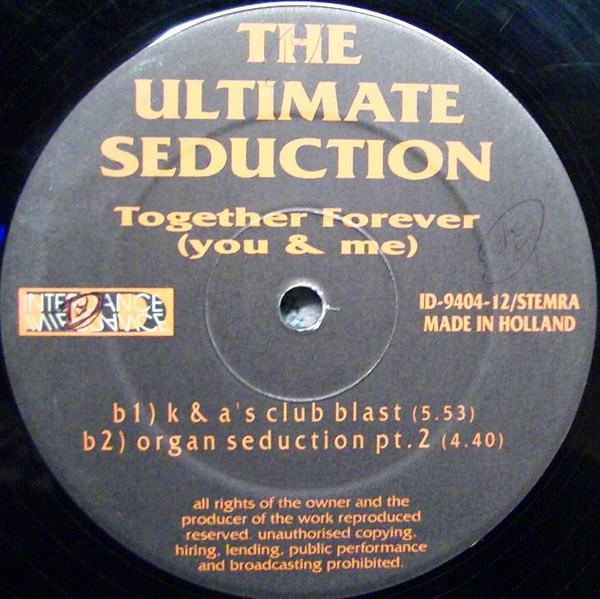 THE
ULTIMATE
SEDUCTION
Together Forever
(you & me)
INTERDANCE
ID-9404-12/STEMRA
MADE IN HOLLAND
b1) k & a's club blast (5.53)
b2) organ seduction pt.2 (4.40)
all rights of the owner and the
producer of the work reproduced
reserved. unauthorised copying,
hiring, lending, public performance
and broadcasting prohibited.